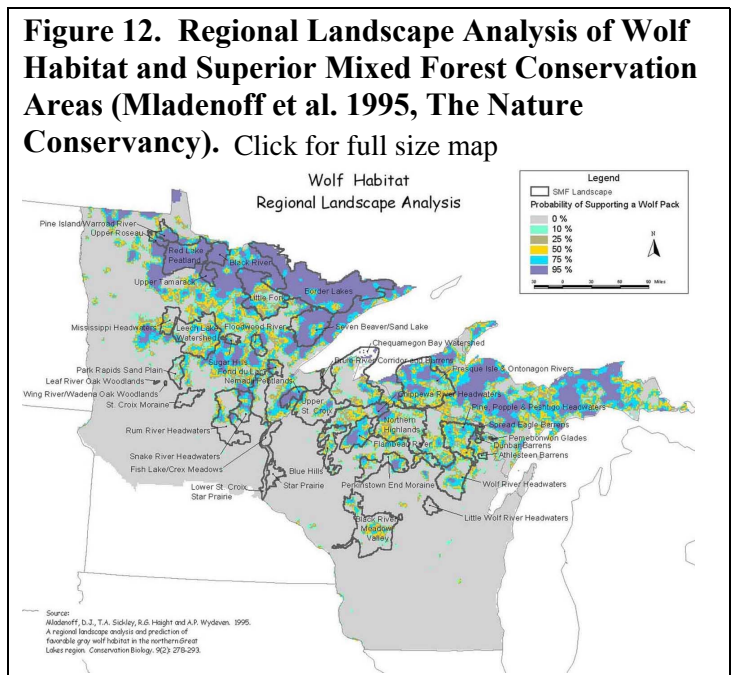 Figure 12. Regional Landscape Analysis of Wolf
Habitat and Superior Mixed Forest Conservation
Areas (Mladenoff et al. 1995, The Nature
Conservancy). Click for full size map
Wolf Habitat
Regional Landscape Analysis
Legend
SMF Landscape
Probability of Supporting a Wolf Pack
0 %
10 %
25 %
50 %
75 %
95 %
N
Miles
Pine Island/Warroad River
Upper Roseau
Red Lake
Peatland
Black River
Upper Tamarack
Border Lakes
Little Fork
Mississippi Headwaters
Leech Lake
Watershed
Floodwood River
Seven Beaver/Sand Lake
Chequamegon Bay Watershed
Sugar Hills
Fond du Lac
Nemadji Peatlands
Brule River Corridor and Barrens
Presque Isle & Ontonagon Rivers
Park Rapids Sand Plain
Leaf River Oak Woodlands
Wing River/Wadena Oak Woodlands
St. Croix Moraine
Upper
St. Croix
Chippewa River Headwaters
Pine, Popple & Peshtigo Headwaters
Northern
Highlands
Spread Eagle Barrens
Rum River Headwaters
Flambeau River
Pemebonwon Glades
Dunbar Barrens
Athlesteen Barrens
Snake River Headwaters
Fish Lake/Crex Meadows
Blue Hills
Star Prairie
Lower St. Croix
Star Prairie
Perkinstown End Moraine
Wolf River Headwaters
Black River
Meadow
Valley
Little Wolf River Headwaters
Source:
Mladenoff, D.J., T.A. Sickley, R.G. Haight and A.P. Wydeven. 1995.
A regional landscape analysis and prediction of
favorable gray wolf habitat in the northern Great
Lakes region. Conservation Biology. 9(2): 278-293.